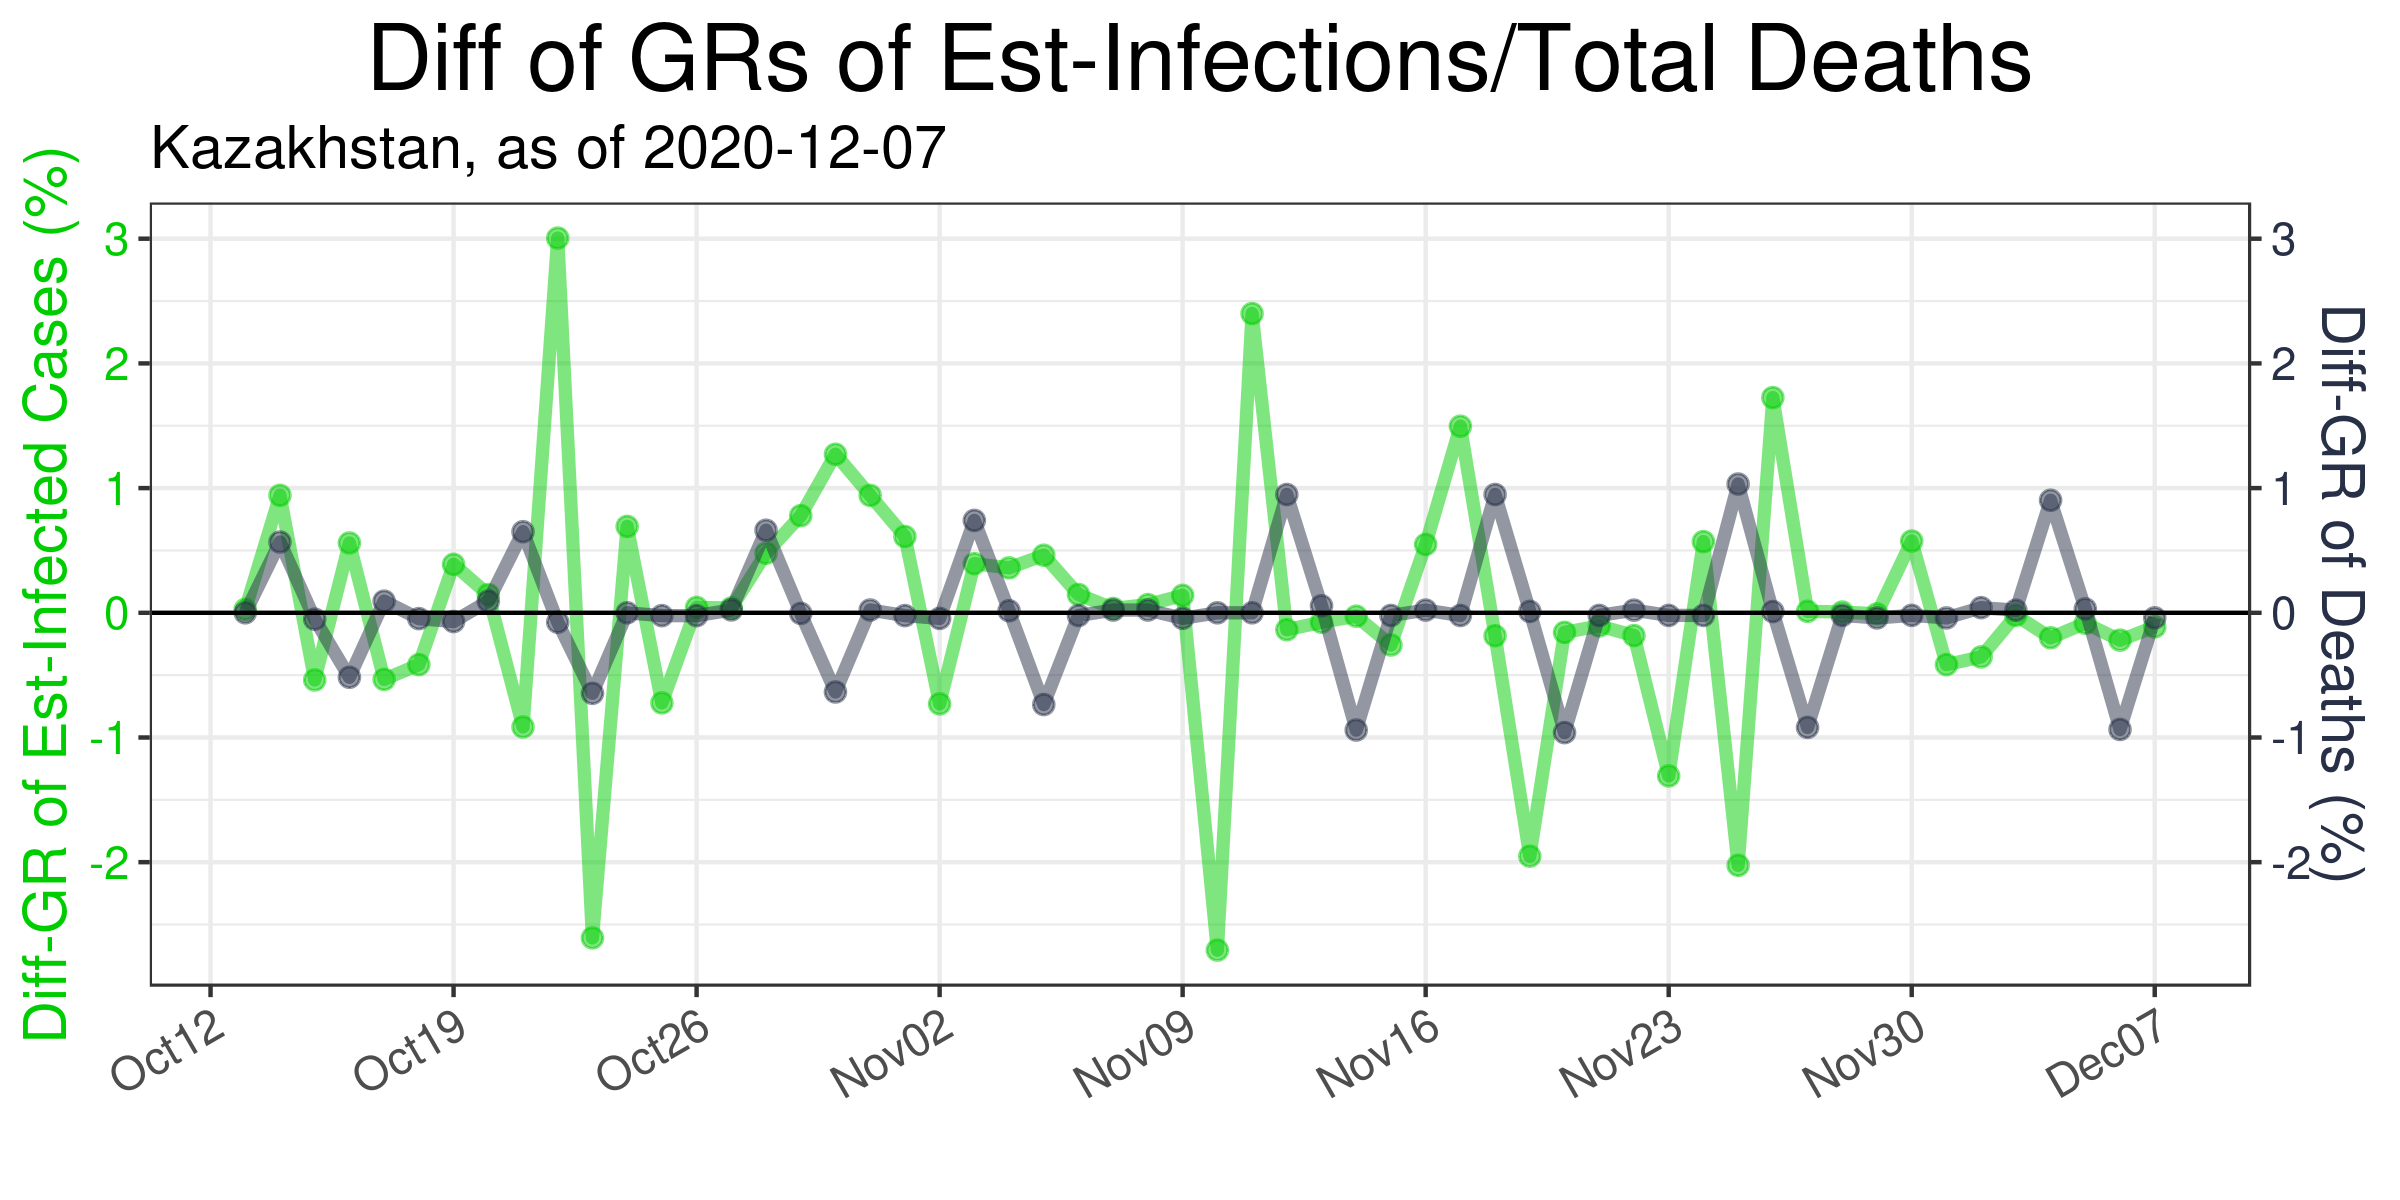 Diff of GRs of Est-Infections/Total Deaths
Kazakhstan, as of 2020-12-07
Diff-GR of Est-Infected Cases (%)
3
2
1
0
-1
-2
3
2
1
0
-1
-2
Diff-GR of Deaths (%)
Oct12
Oct19
Oct26
Nov02
Nov09
Nov16
Nov23
Nov30
Dec07